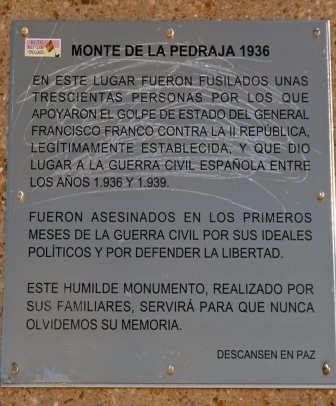 MONTE DE LA PEDRAJA 1936
EN ESTE LUGAR FUERON FUSILADOS UNAS
TRESCIENTAS PERSONAS POR LOS QUE
APOYARON EL GOLPE DE ESTADO DEL GENERAL
FRANCISCO FRANCO CONTRA LA II REPÚBLICA,
LEGÍTIMAMENTE ESTABLECIDA, Y QUE DIO
LUGAR A LA GUERRA CIVIL ESPAÑOLA ENTRE
LOS AÑOS 1.936 Y 1.939.
FUERON ASESINADOS EN LOS PRIMEROS
MESES DE LA GUERRA CIVIL POR SUS IDEALES
POLÍTICOS Y POR DEFENDER LA LIBERTAD.
ESTE HUMILDE MONUMENTO, REALIZADO POR
SUS FAMILIARES, SERVIRÁ PARA QUE NUNCA
OLVIDEMOS SU MEMORIA.
DESCANSEN EN PAZ